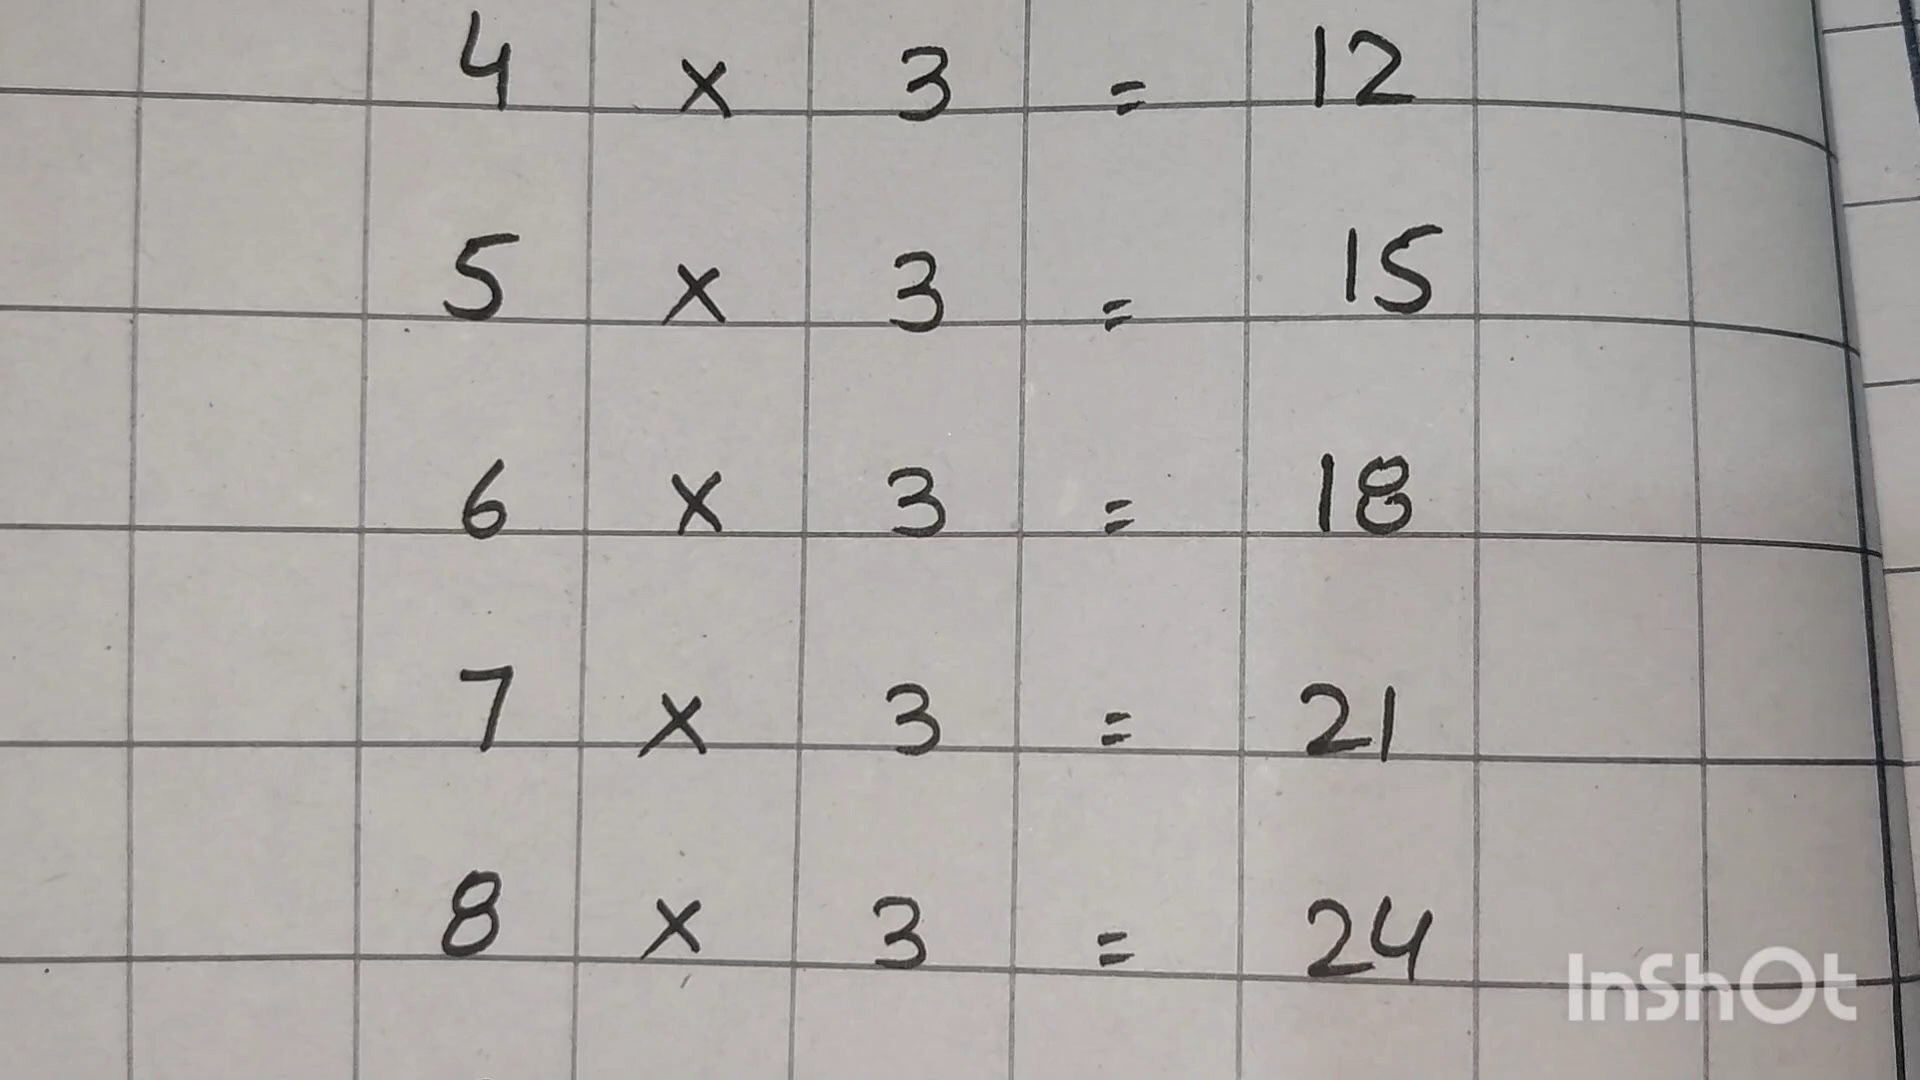 4 × 3 = 12
5 × 3 = 15
6 × 3 = 18
7 × 3 = 21
8 × 3 = 24
InShOt